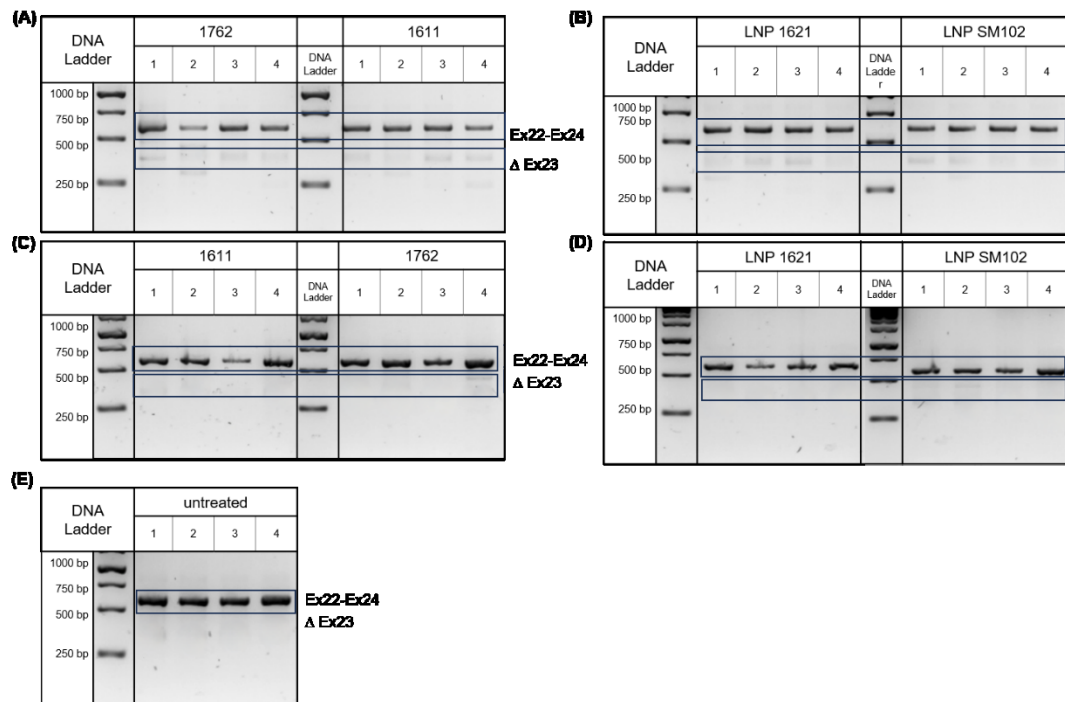 (A)
DNA Ladder
1762
DNA Ladder
1611
1 2 3 4
1 2 3 4
1000 bp
750 bp
500 bp
250 bp
Ex22-Ex24
Δ Ex23
(B)
DNA Ladder
LNP 1621
DNA Ladde r
LNP SM102
1 2 3 4
1 2 3 4
1000 bp
750 bp
500 bp
250 bp
(C)
DNA Ladder
1611
DNA Ladder
1762
1 2 3 4
1 2 3 4
1000 bp
750 bp
500 bp
250 bp
Ex22-Ex24
Δ Ex23
(D)
DNA Ladder
LNP 1621
DNA Ladder
LNP SM102
1 2 3 4
1 2 3 4
1000 bp
750 bp
500 bp
250 bp
(E)
DNA Ladder
untreated
1 2 3 4
1000 bp
750 bp
500 bp
250 bp
Ex22-Ex24
Δ Ex23